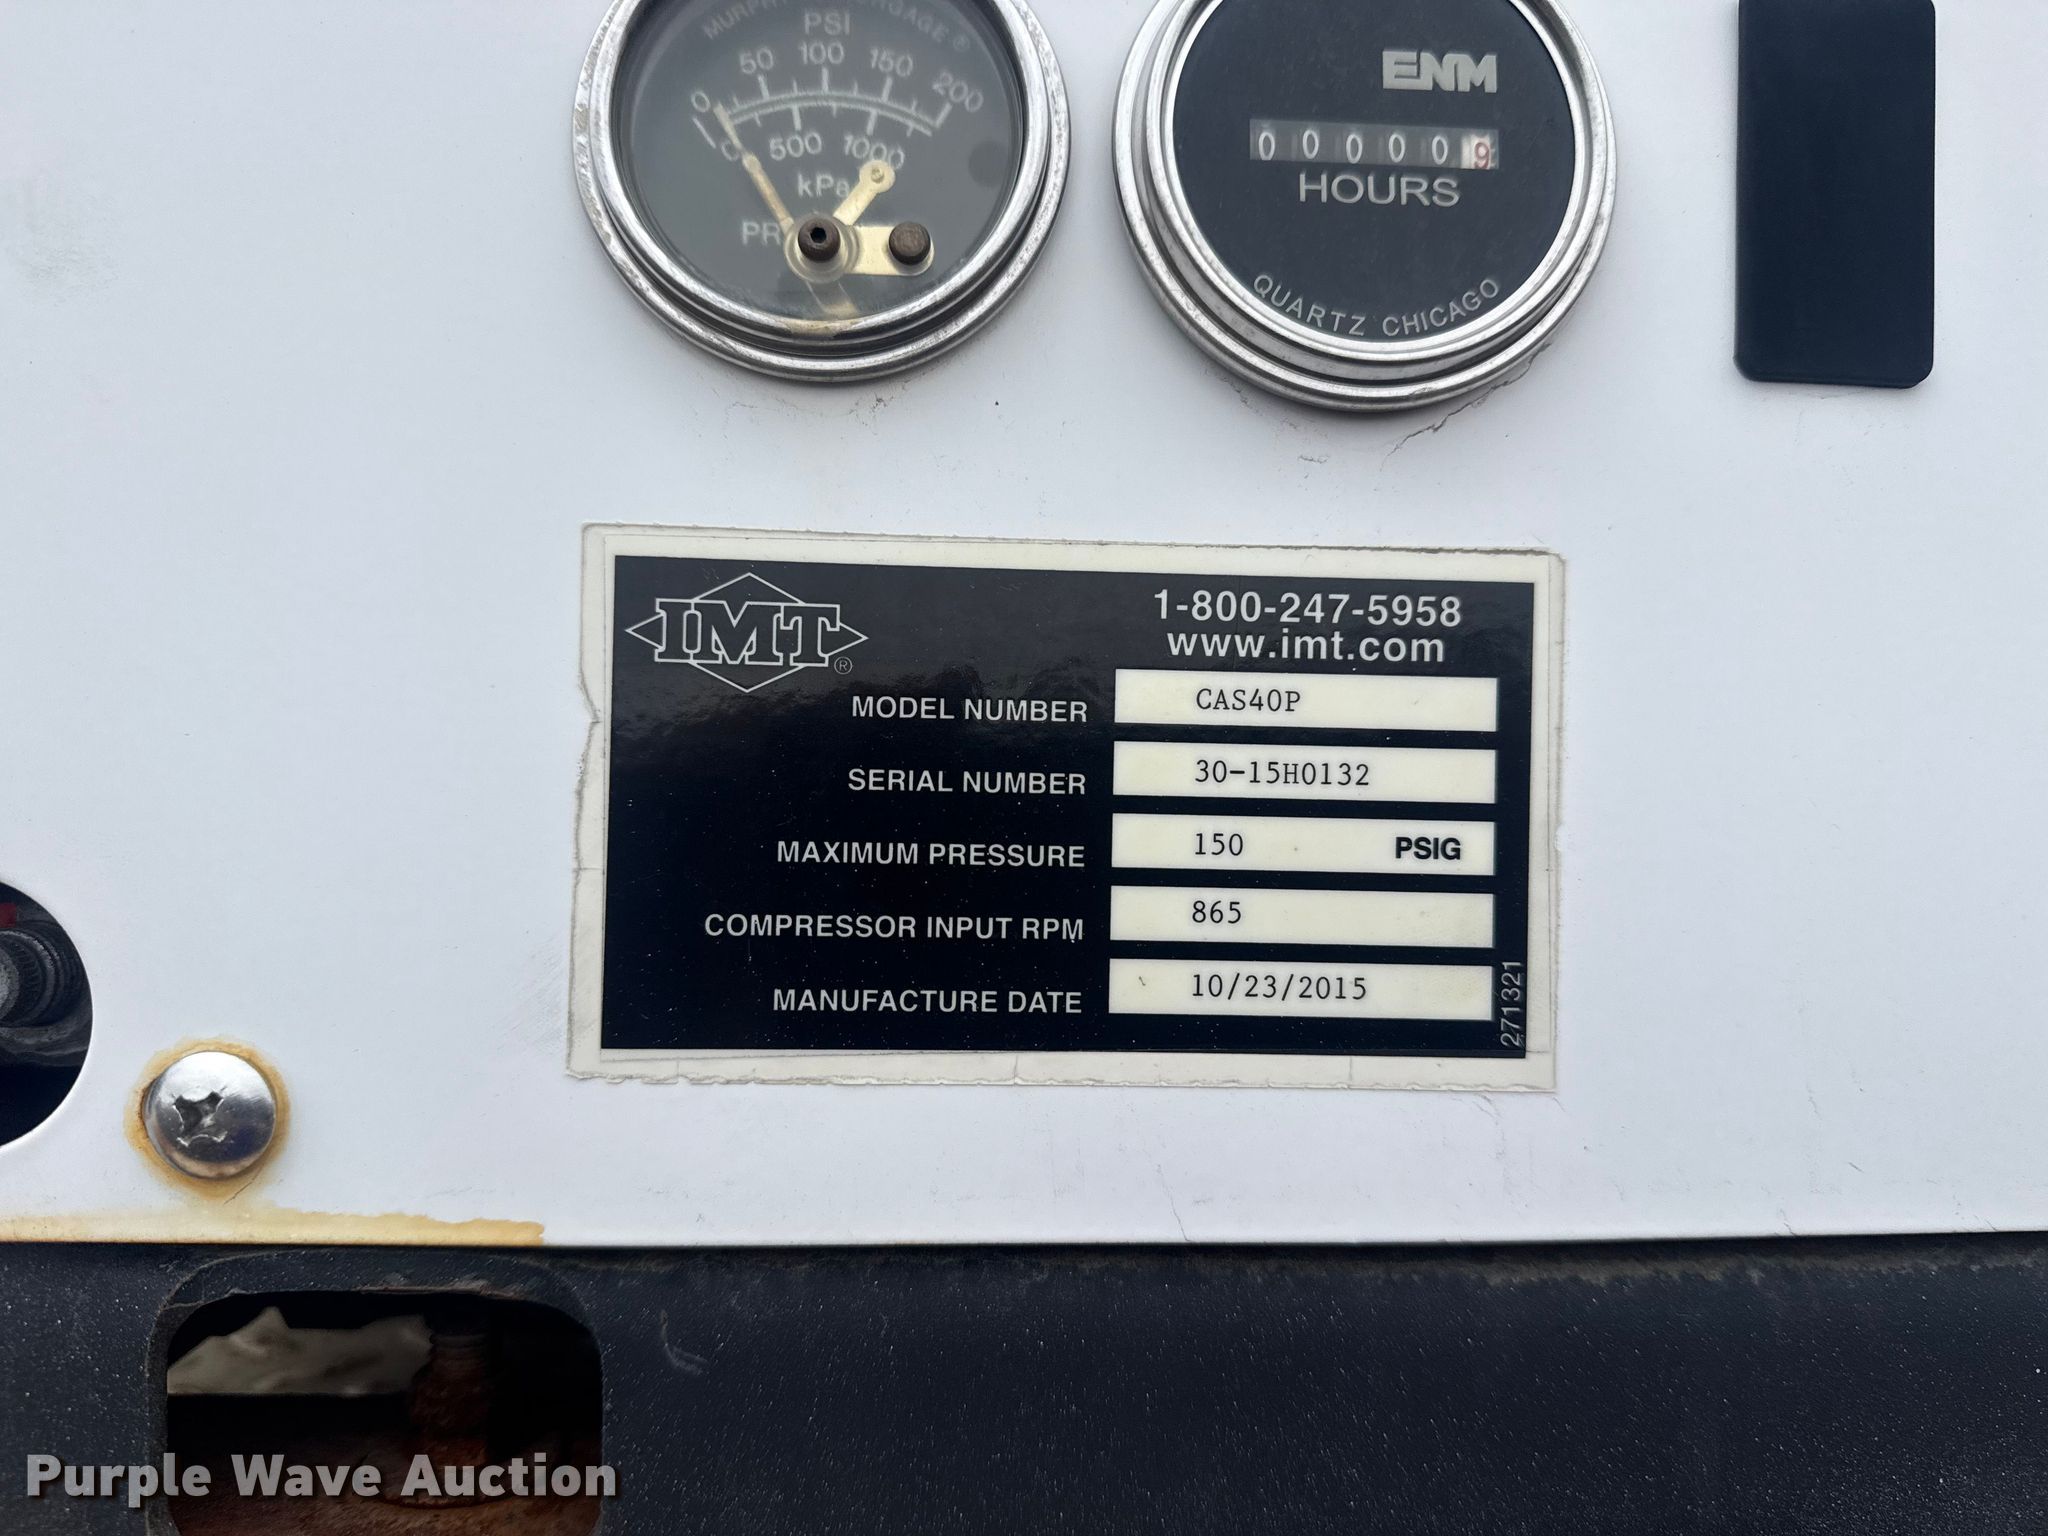 PSI
50 100 150 200
0
500 1000
kPa
ENM
000009
HOURS
QUARTZ CHICAGO
IMT®
1-800-247-5958
www.imt.com
MODEL NUMBER CAS40P
SERIAL NUMBER 30-15H0132
MAXIMUM PRESSURE 150 PSIG
COMPRESSOR INPUT RPM 865
MANUFACTURE DATE 10/23/2015
271321
Purple Wave Auction